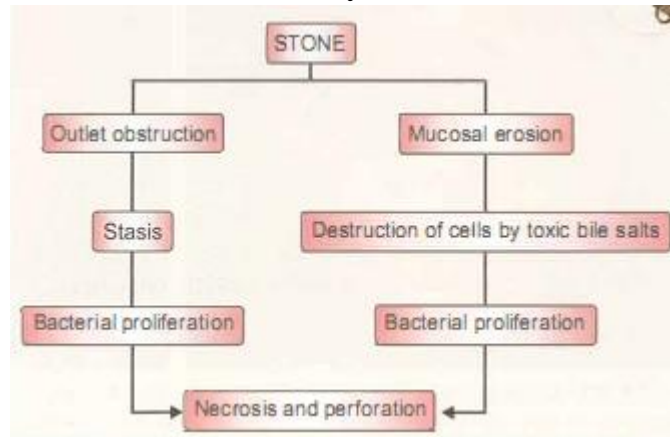 STONE
Outlet obstruction
Mucosal erosion
Stasis
Destruction of cells by toxic bile salts
Bacterial proliferation
Bacterial proliferation
Necrosis and perforation